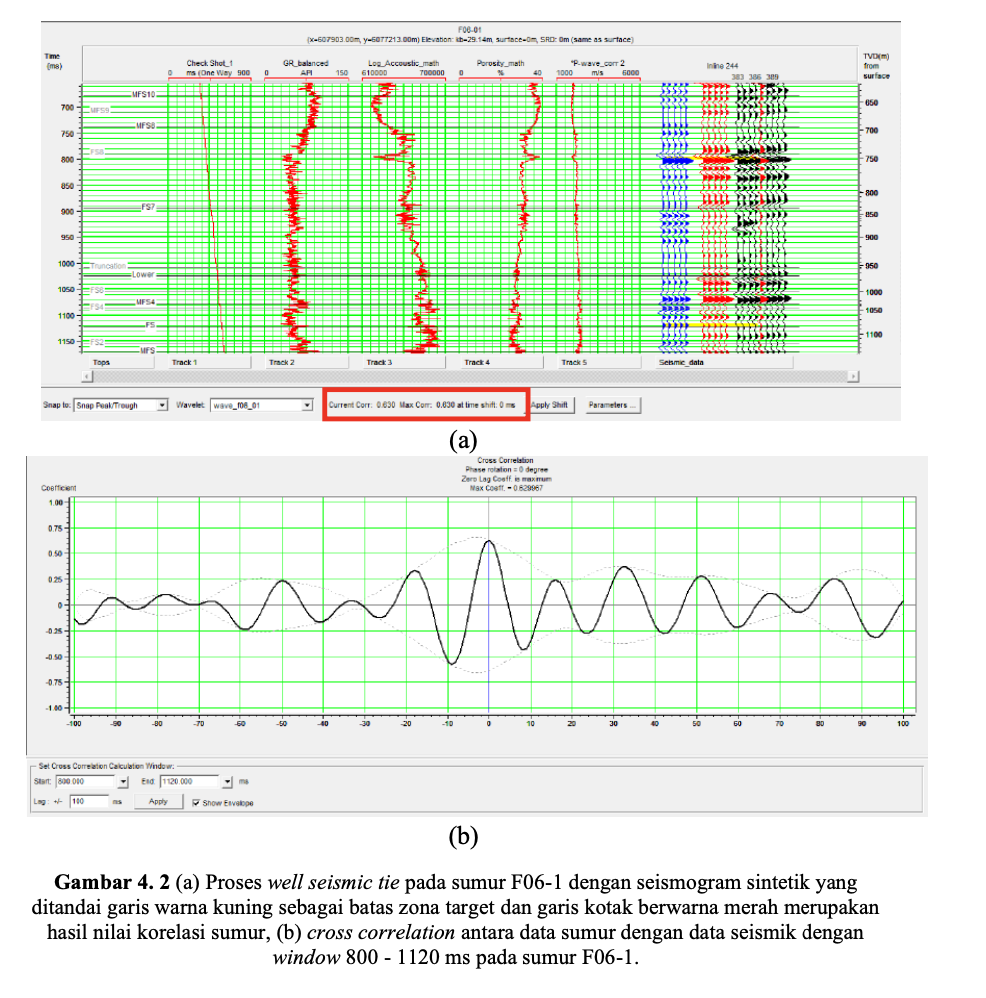 F06-01
(x=607903.00m, y=6077213.00m) Elevation: kb=29.14m, surface=0m, SRD: 0m (same as surface)
Time
(ms)
TVD(m)
from
surface
Check Shot_1
0 ms (One Way 900
GR_balanced
0 API 150
Log_Accoustic_math
610000 700000
Porosity_math
0 % 40
*P-wave_corr 2
1000 m/s 6000
Inline 244
383 386 389
MFS10
MFS9
MFS8
FS8
FS7
Truncation
Lower
FS6
MFS4
FS4
FS
FS2
MFS
700
750
800
850
900
950
1000
1050
1100
1150
650
700
750
800
850
900
950
1000
1050
1100
Tops Track 1 Track 2 Track 3 Track 4 Track 5 Seismic_data
Snap to: Snap Peak/Trough Wavelet: wave_f06_01 Current Corr: 0.630 Max Corr: 0.630 at time shift: 0 ms Apply Shift Parameters ...
(a)
Cross Correlation
Phase rotation = 0 degree
Zero Lag Coeff. is maximum
Max Coeff. = 0.629967
Coefficient
1.00
0.75
0.50
0.25
0
-0.25
-0.50
-0.75
-1.00
-100 -90 -80 -70 -60 -50 -40 -30 -20 -10 0 10 20 30 40 50 60 70 80 90 100
Set Cross Correlation Calculation Window:
Start: 800.000 End: 1120.000 ms
Lag: +/- 100 ms Apply Show Envelope
(b)
Gambar 4. 2 (a) Proses well seismic tie pada sumur F06-1 dengan seismogram sintetik yang
ditandai garis warna kuning sebagai batas zona target dan garis kotak berwarna merah merupakan
hasil nilai korelasi sumur, (b) cross correlation antara data sumur dengan data seismik dengan
window 800 - 1120 ms pada sumur F06-1.